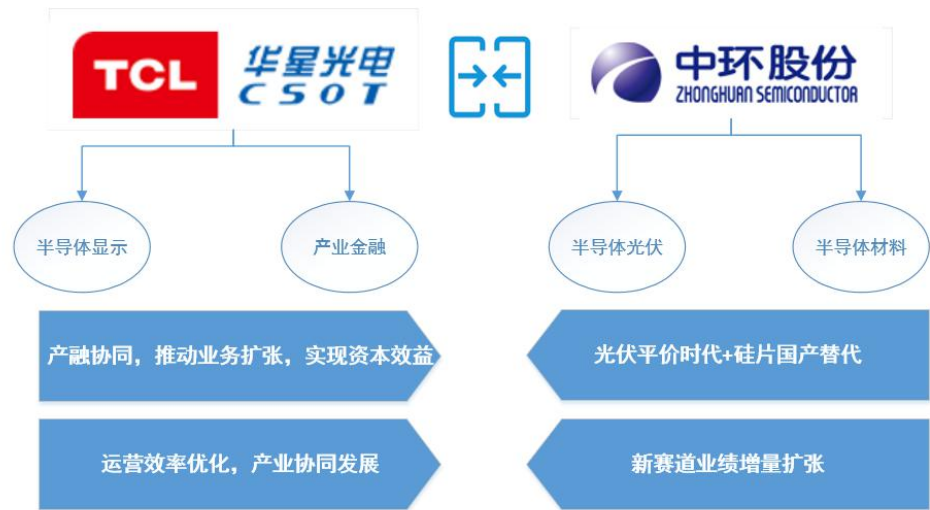 TCL 华星光电
CSOT
中环股份
ZHONGHUAN SEMICONDUCTOR
半导体显示
产业金融
半导体光伏
半导体材料
产融协同，推动业务扩张，实现资本效益
光伏平价时代+硅片国产替代
运营效率优化，产业协同发展
新赛道业绩增量扩张